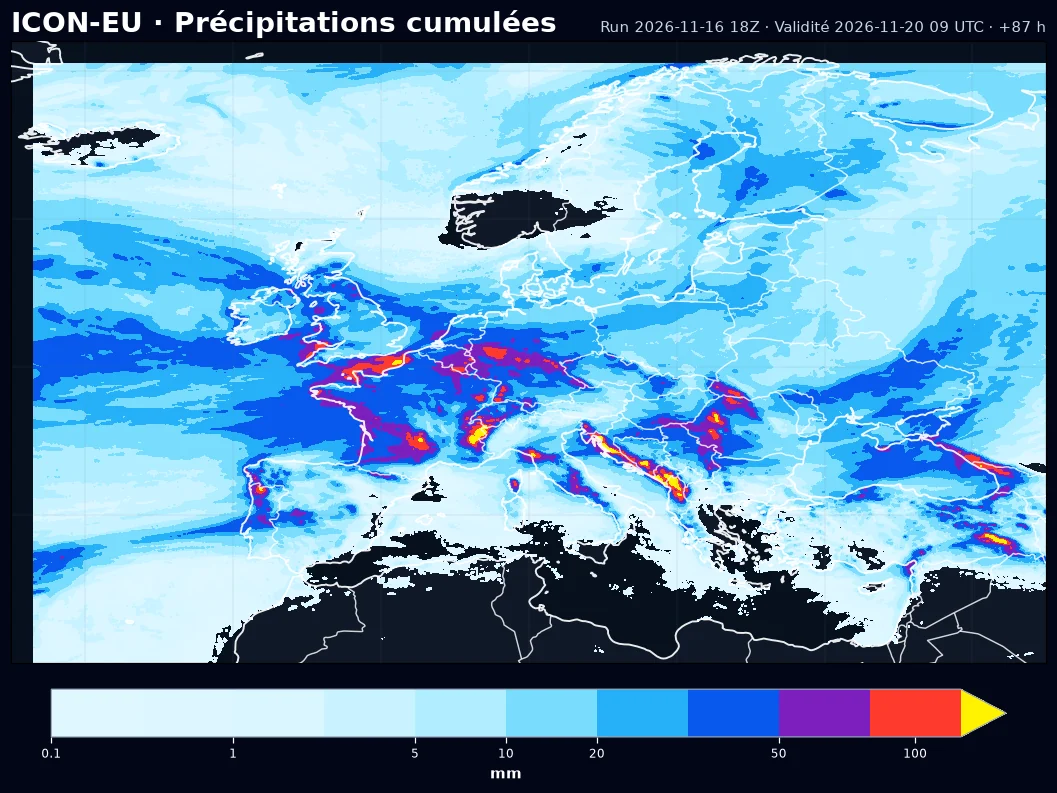 ICON-EU · Précipitations cumulées
Run 2026-11-16 18Z · Validité 2026-11-20 09 UTC · +87 h
0.1 1 5 10 20 50 100
mm